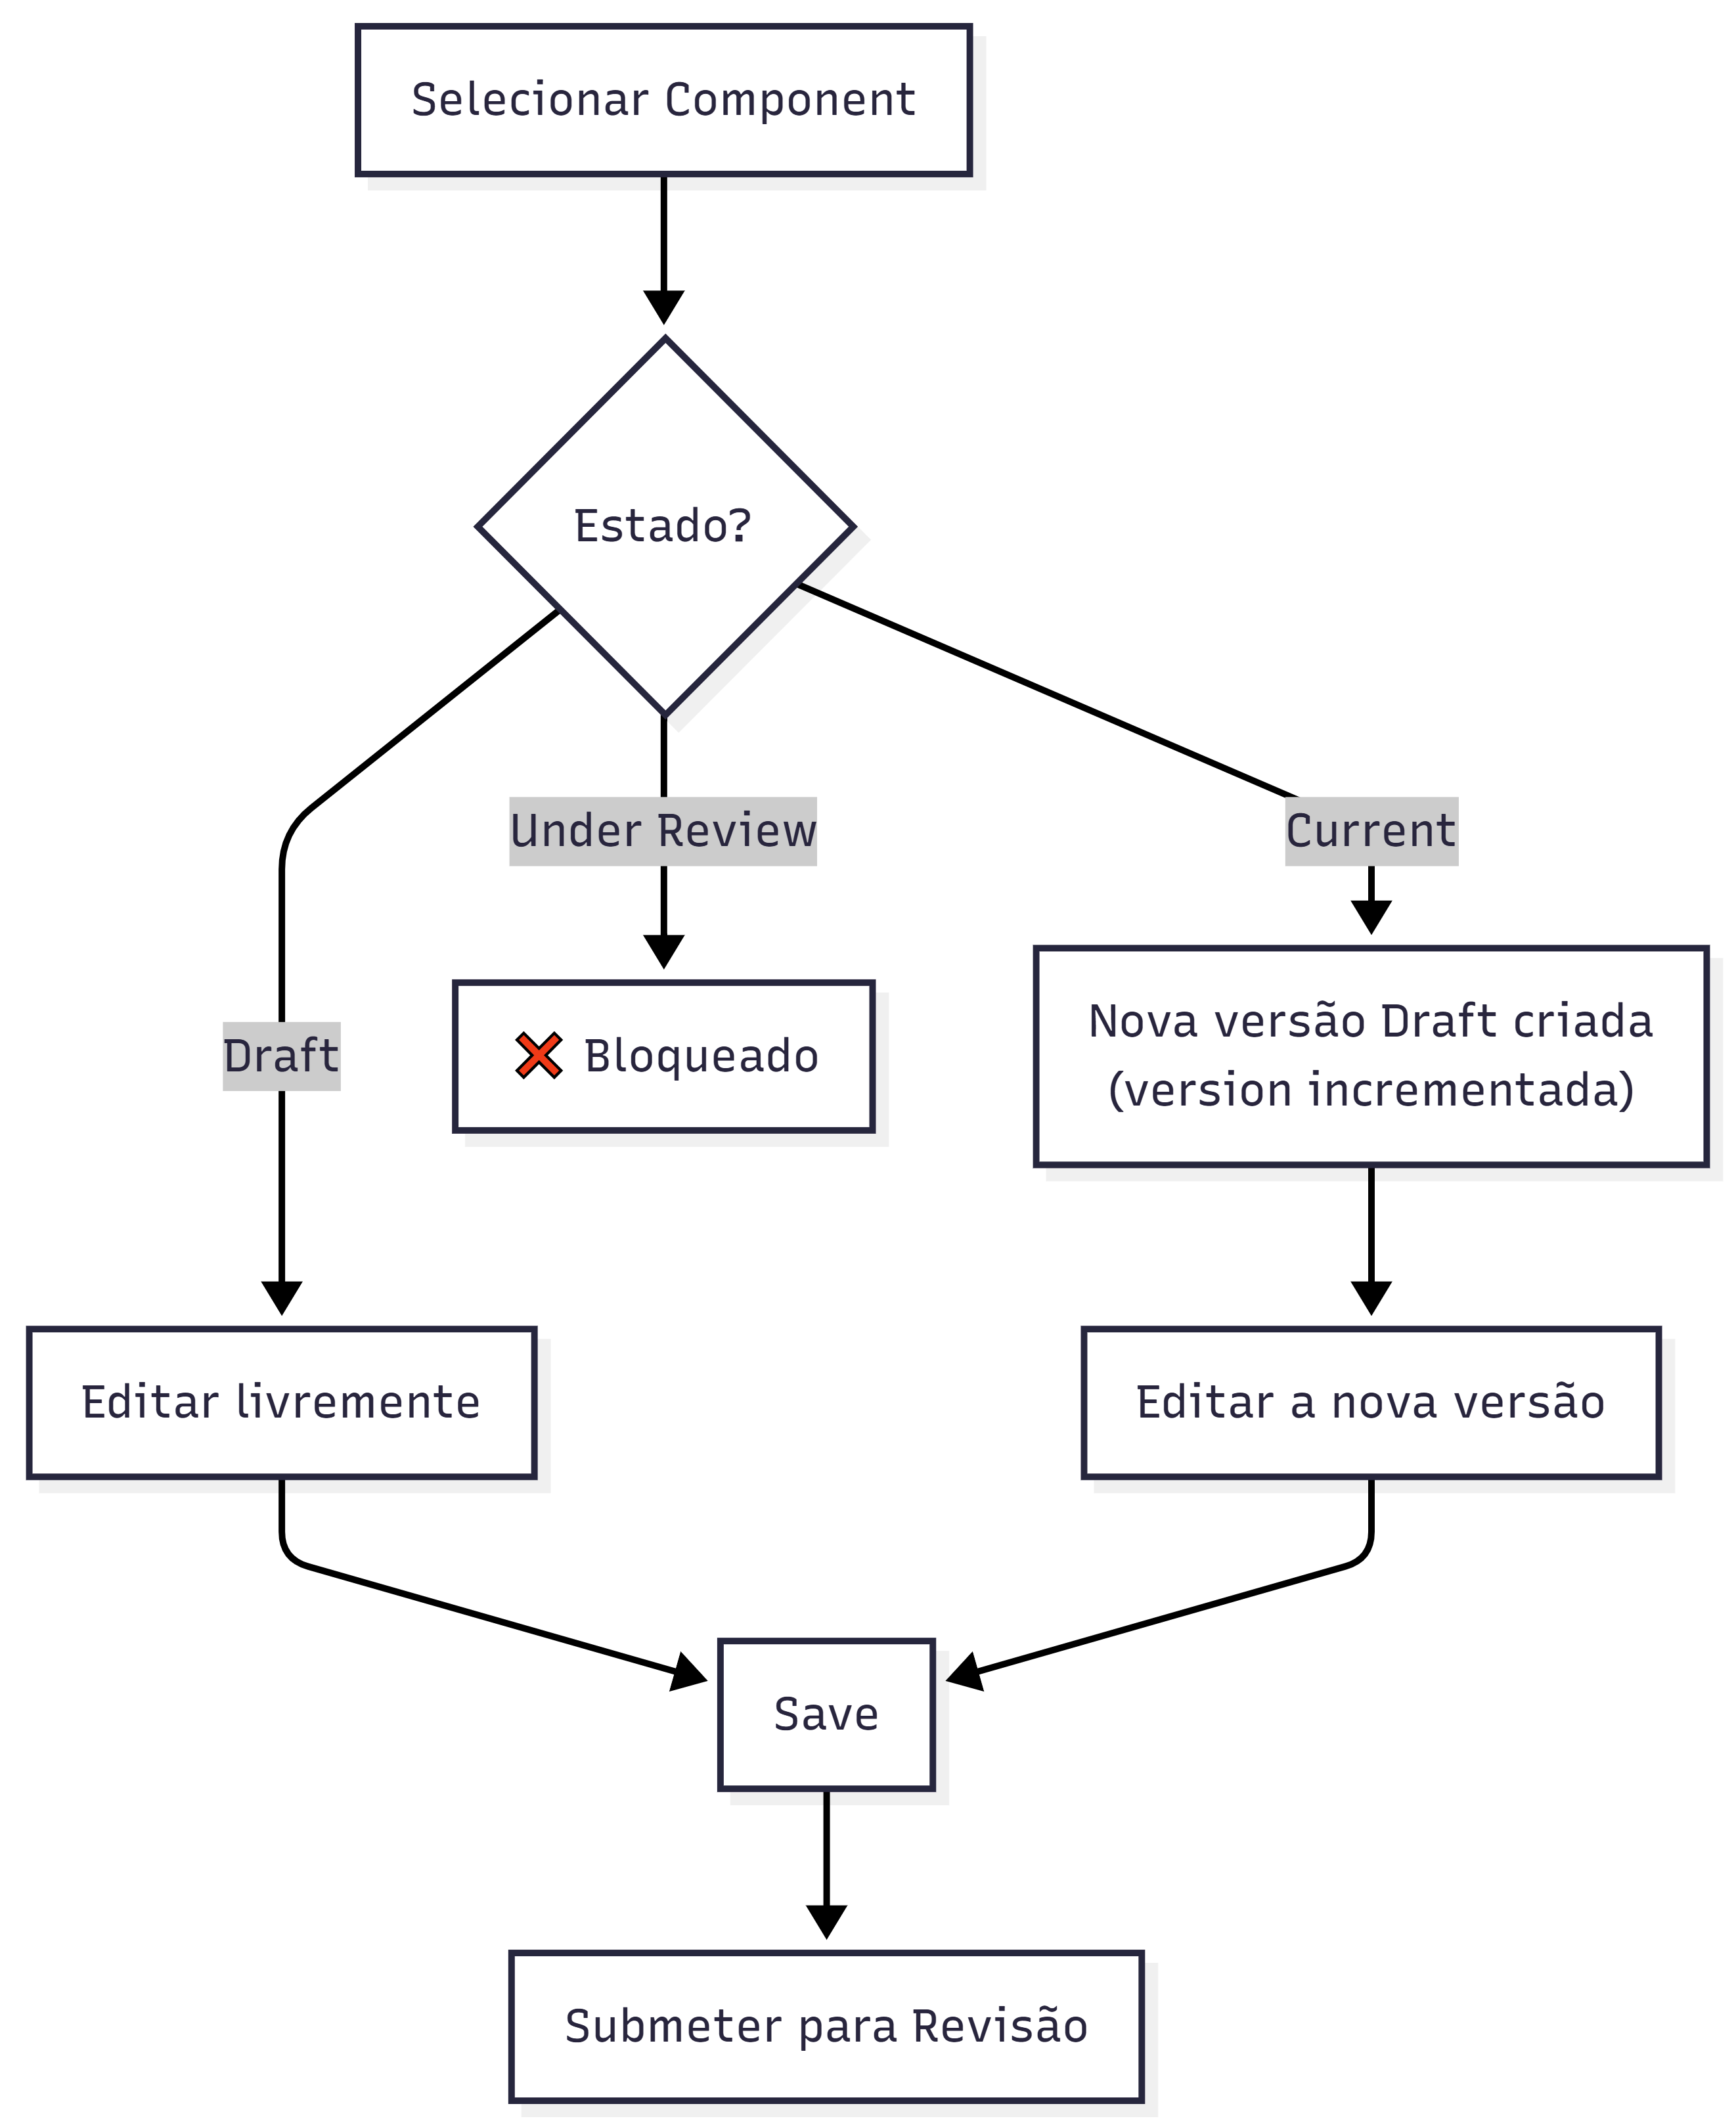 Selecionar Component
Estado?
Under Review
Current
Draft
❌ Bloqueado
Nova versão Draft criada
(version incrementada)
Editar livremente
Editar a nova versão
Save
Submeter para Revisão